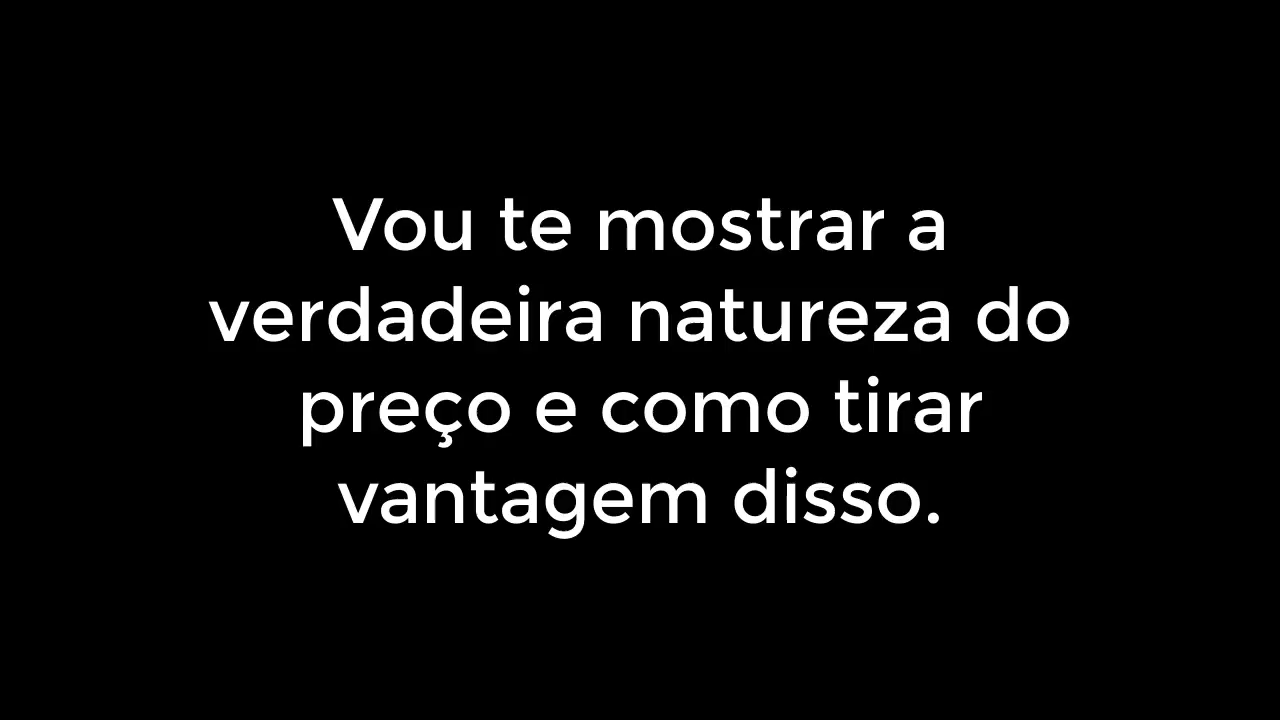 Vou te mostrar a
verdadeira natureza do
preço e como tirar
vantagem disso.